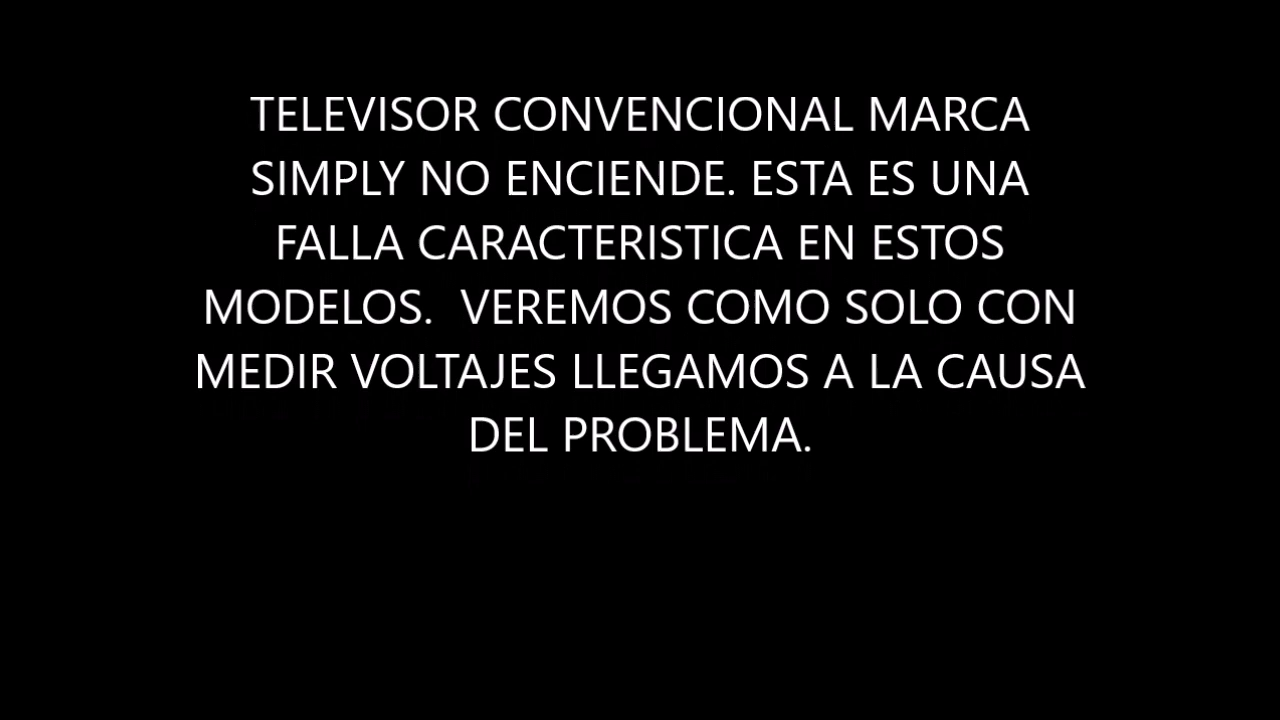 TELEVISOR CONVENCIONAL MARCA
SIMPLY NO ENCIENDE. ESTA ES UNA
FALLA CARACTERISTICA EN ESTOS
MODELOS.  VEREMOS COMO SOLO CON
MEDIR VOLTAJES LLEGAMOS A LA CAUSA
DEL PROBLEMA.